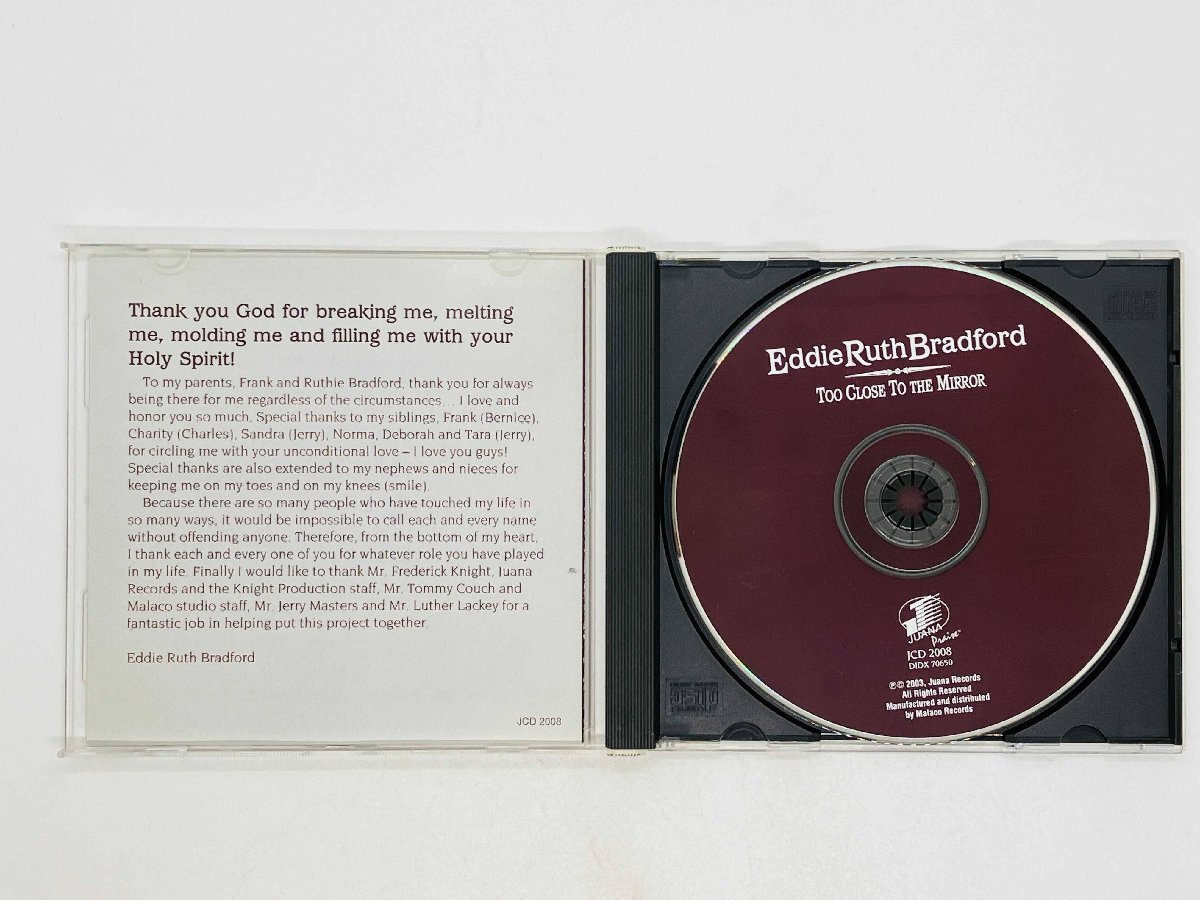 Thank you God for breaking me, melting
me, molding me and filling me with your
Holy Spirit!
To my parents, Frank and Ruthie Bradford, thank you for always
being there for me regardless of the circumstances... I love and
honor you so much. Special thanks to my siblings, Frank (Bernice),
Charity (Charles), Sandra (Jerry), Norma, Deborah and Tara (Jerry),
for circling me with your unconditional love – I love you guys!
Special thanks are also extended to my nephews and nieces for
keeping me on my toes and on my knees (smile).
Because there are so many people who have touched my life in
so many ways, it would be impossible to call each and every name
without offending anyone. Therefore, from the bottom of my heart,
I thank each and every one of you for whatever role you have played
in my life. Finally I would like to thank Mr. Frederick Knight, Juana
Records and the Knight Production staff, Mr. Tommy Couch and
Malaco studio staff, Mr. Jerry Masters and Mr. Luther Lackey for a
fantastic job in helping put this project together.
Eddie Ruth Bradford
JCD 2008
Eddie Ruth Bradford
TOO CLOSE TO THE MIRROR
JUANA
Praise
JCD 2008
DIDX 70650
℗© 2003, Juana Records
All Rights Reserved
Manufactured and distributed
by Malaco Records